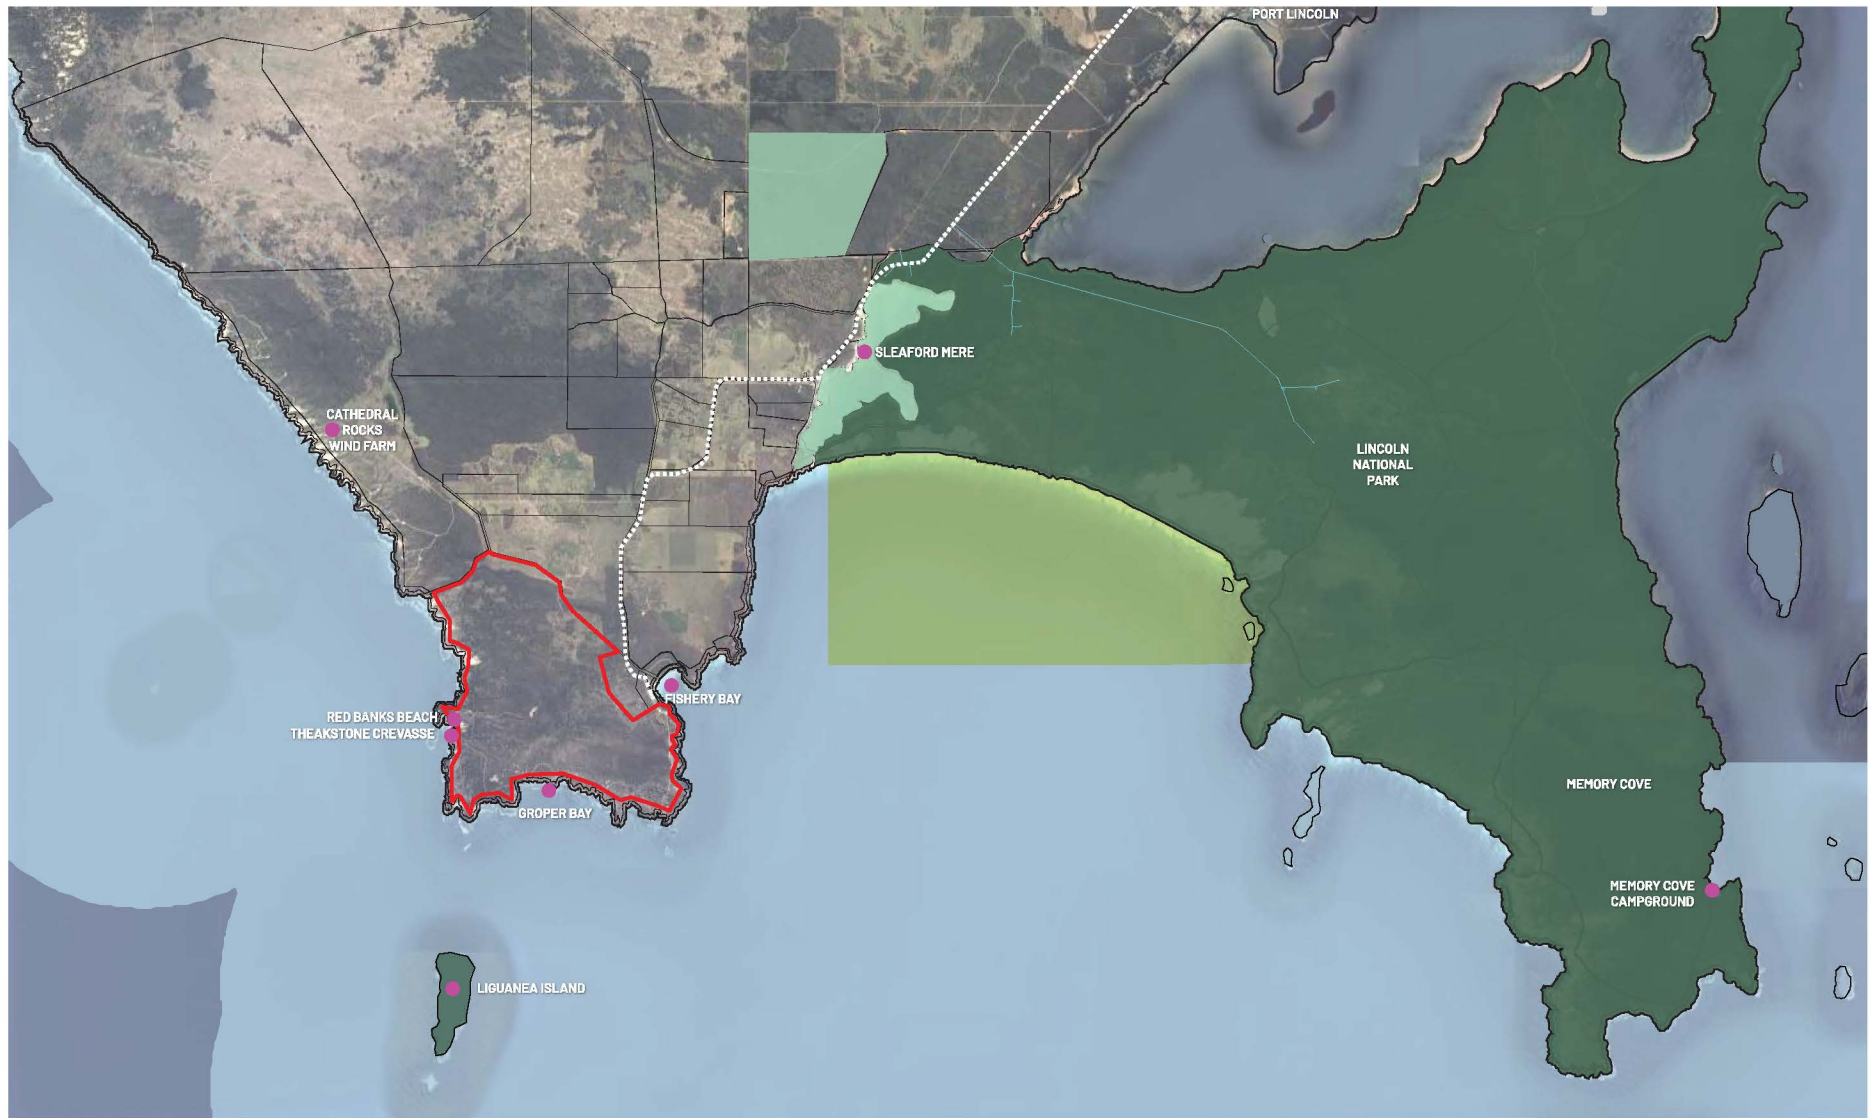 PORT LINCOLN
SLEAFORD MERE
CATHEDRAL
ROCKS
WIND FARM
LINCOLN
NATIONAL
PARK
FISHERY BAY
RED BANKS BEACH
THEAKSTONE CREVASSE
MEMORY COVE
GROPER BAY
MEMORY COVE
CAMPGROUND
LIGUANEA ISLAND